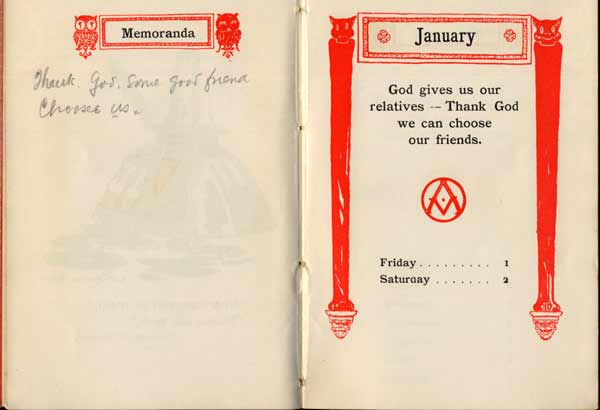 Memoranda
Thank God, some good friend
Chooses us.
January
God gives us our
relatives -- Thank God
we can choose
our friends.
Friday . . . . . . . . . 1
Saturday . . . . . . . 2